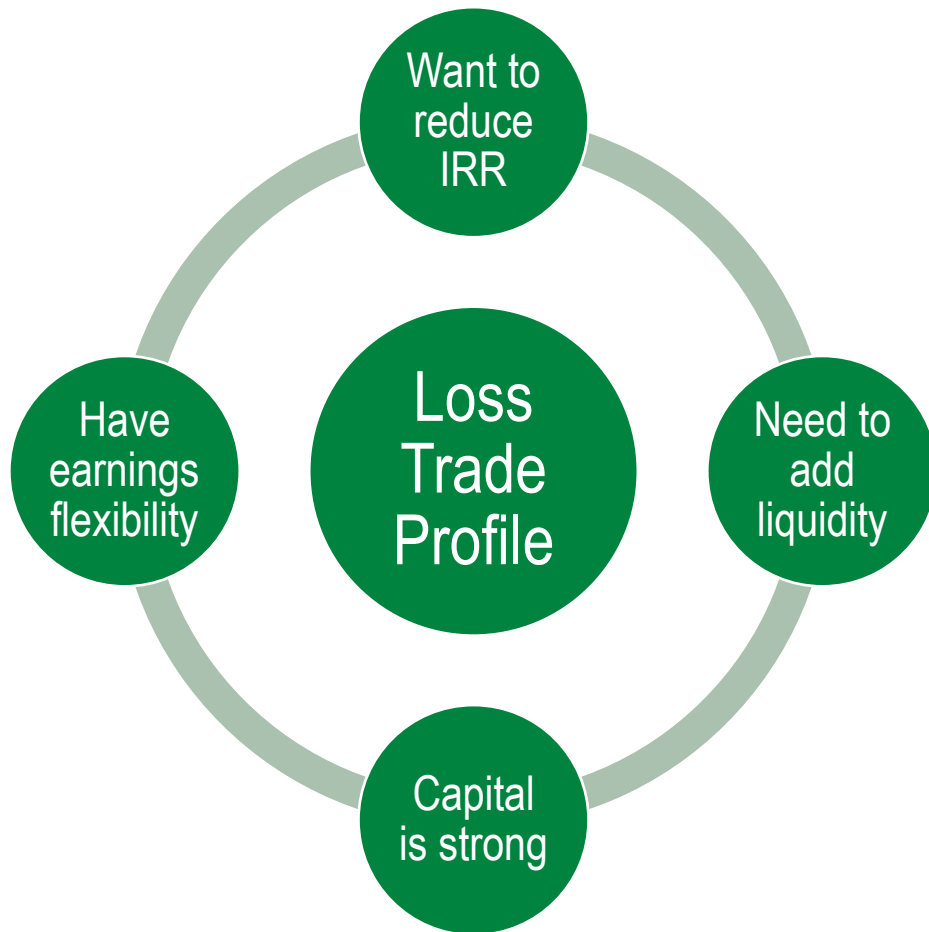 Want to
reduce
IRR
Have
earnings
flexibility
Loss
Trade
Profile
Need to
add
liquidity
Capital
is strong